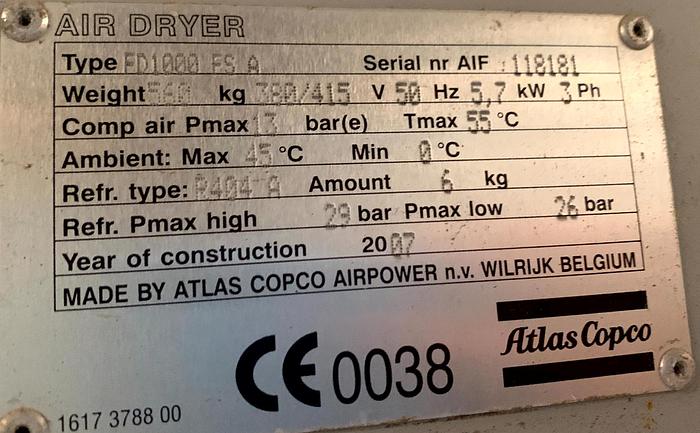 AIR DRYER
Type FD1000 FS A Serial nr AIF :118181
Weight 560 kg 380/415 V 50 Hz 5,7 kW 3 Ph
Comp air Pmax 13 bar(e) Tmax 55 °C
Ambient: Max 45 °C Min 0 °C
Refr. type: R404 A Amount 6 kg
Refr. Pmax high 29 bar Pmax low 26 bar
Year of construction 2007
MADE BY ATLAS COPCO AIRPOWER n.v. WILRIJK BELGIUM
Atlas Copco
CE 0038
1617 3788 00